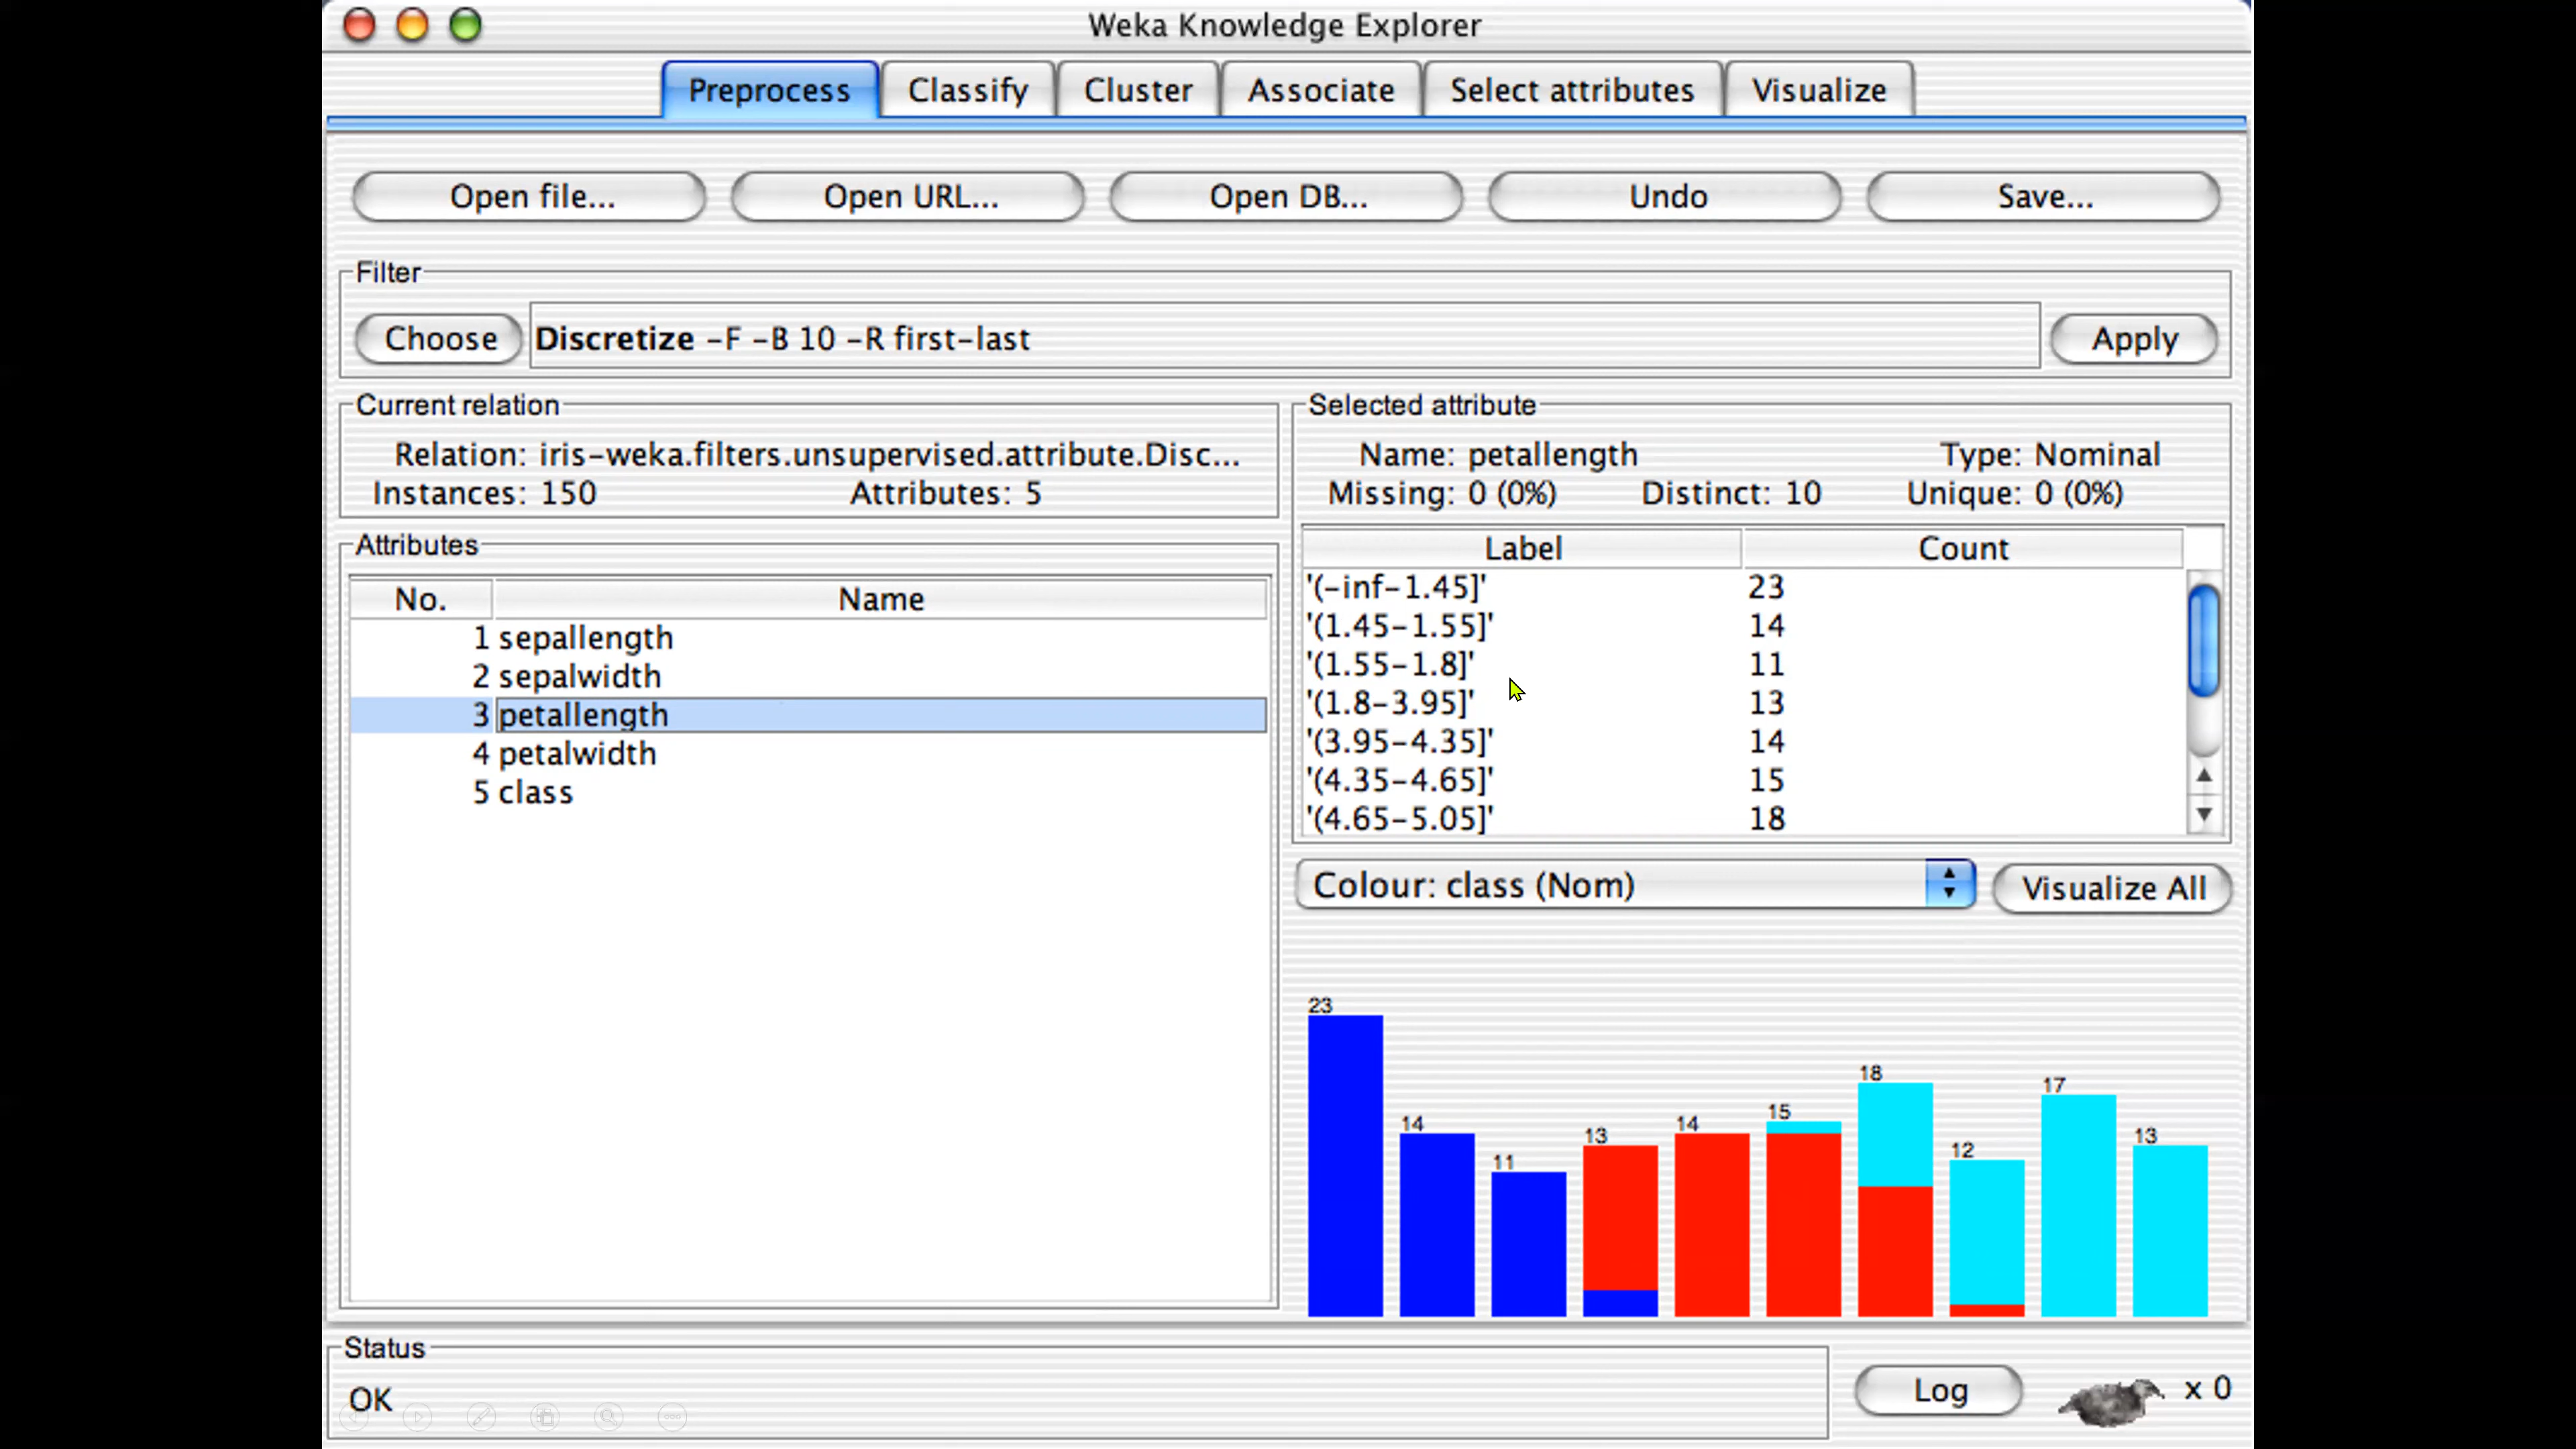 Weka Knowledge Explorer
Preprocess Classify Cluster Associate Select attributes Visualize
Open file... Open URL... Open DB... Undo Save...
Filter
Choose Discretize -F -B 10 -R first-last Apply
Current relation
Relation: iris-weka.filters.unsupervised.attribute.Disc...
Instances: 150 Attributes: 5
Attributes
No. Name
1 sepallength
2 sepalwidth
3 petallength
4 petalwidth
5 class
Selected attribute
Name: petallength Type: Nominal
Missing: 0 (0%) Distinct: 10 Unique: 0 (0%)
Label Count
'(-inf-1.45]' 23
'(1.45-1.55]' 14
'(1.55-1.8]' 11
'(1.8-3.95]' 13
'(3.95-4.35]' 14
'(4.35-4.65]' 15
'(4.65-5.05]' 18
Colour: class (Nom) Visualize All
23 14 11 13 14 15 18 12 17 13
Status
OK
Log x 0